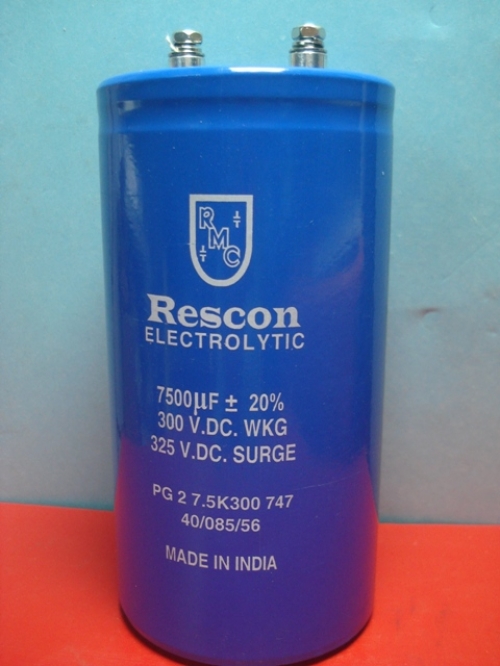 RMC
Rescon
ELECTROLYTIC
7500µF ± 20%
300 V.DC. WKG
325 V.DC. SURGE
PG 2 7.5K300 747
40/085/56
MADE IN INDIA